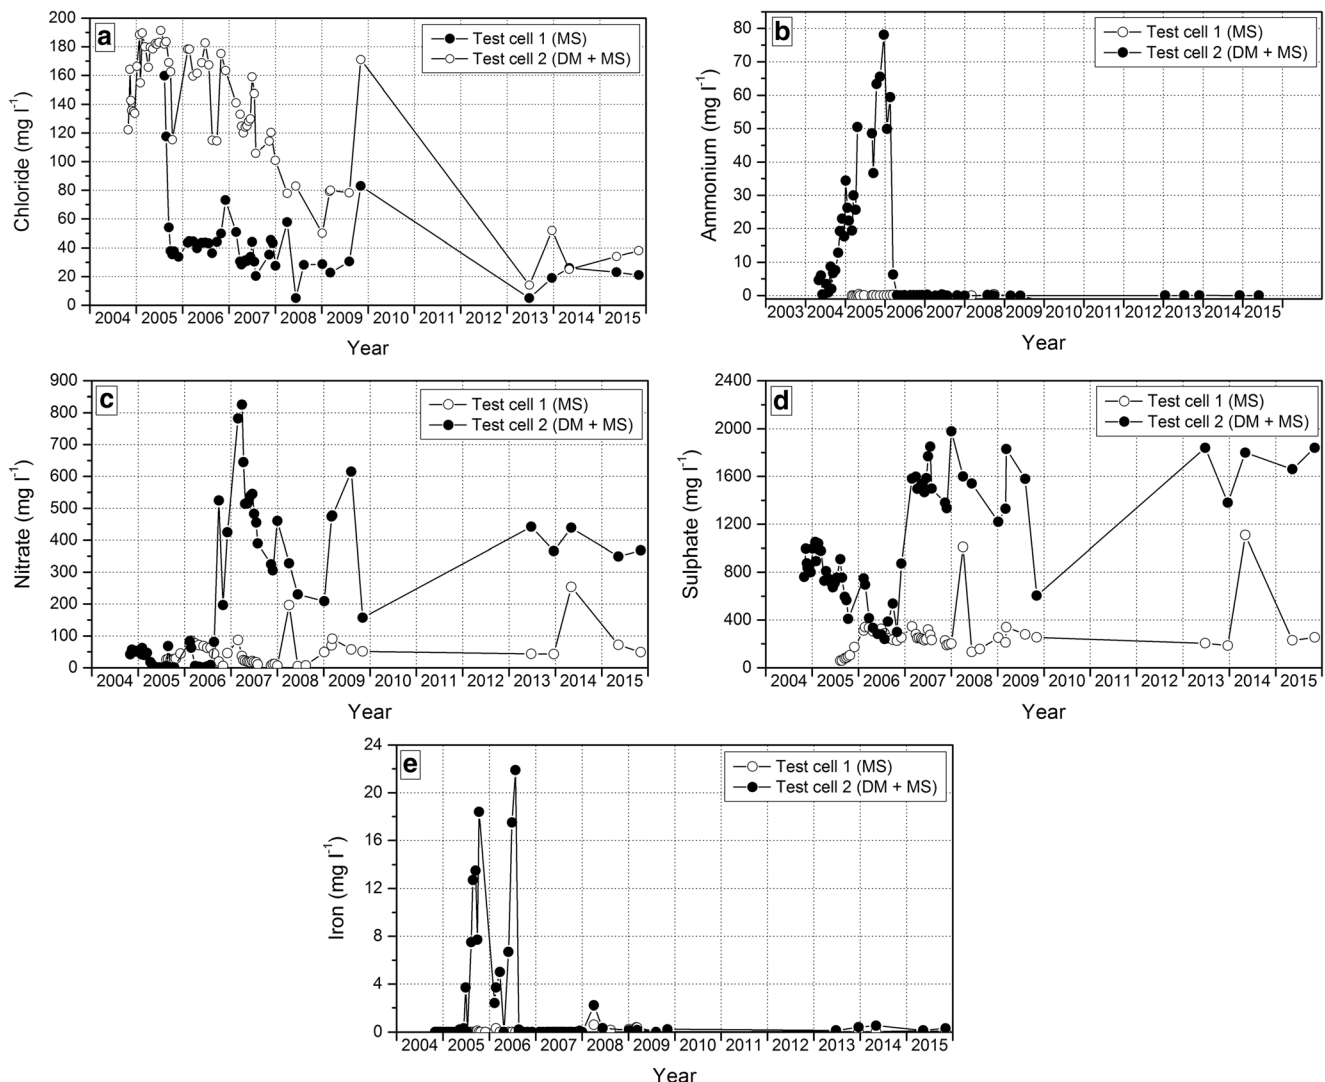 a
Test cell 1 (MS)
Test cell 2 (DM + MS)
Chloride (mg l⁻¹)
200
180
160
140
120
100
80
60
40
20
0
2004 2005 2006 2007 2008 2009 2010 2011 2012 2013 2014 2015
Year
b
Test cell 1 (MS)
Test cell 2 (DM + MS)
Ammonium (mg l⁻¹)
80
70
60
50
40
30
20
10
0
2003 2004 2005 2006 2007 2008 2009 2010 2011 2012 2013 2014 2015
Year
c
Test cell 1 (MS)
Test cell 2 (DM + MS)
Nitrate (mg l⁻¹)
900
800
700
600
500
400
300
200
100
0
2004 2005 2006 2007 2008 2009 2010 2011 2012 2013 2014 2015
Year
d
Test cell 1 (MS)
Test cell 2 (DM + MS)
Sulphate (mg l⁻¹)
2400
2000
1600
1200
800
400
0
2004 2005 2006 2007 2008 2009 2010 2011 2012 2013 2014 2015
Year
e
Test cell 1 (MS)
Test cell 2 (DM + MS)
Iron (mg l⁻¹)
24
20
16
12
8
4
0
2004 2005 2006 2007 2008 2009 2010 2011 2012 2013 2014 2015
Year